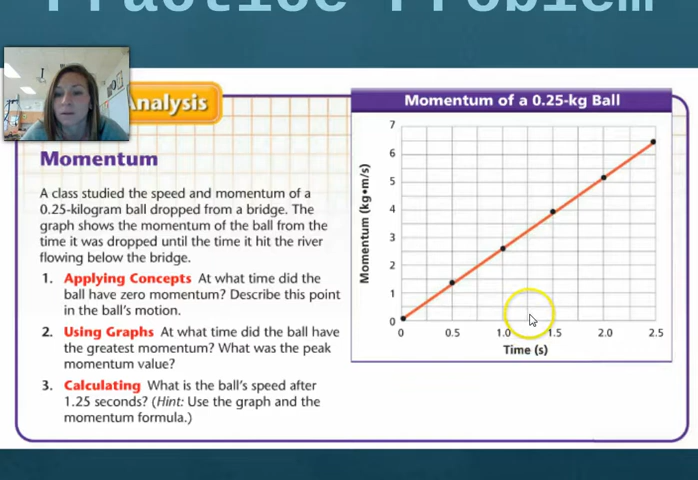 Practice Problem
Analysis
Momentum
A class studied the speed and momentum of a
0.25-kilogram ball dropped from a bridge. The
graph shows the momentum of the ball from the
time it was dropped until the time it hit the river
flowing below the bridge.
1. Applying Concepts At what time did the
ball have zero momentum? Describe this point
in the ball's motion.
2. Using Graphs At what time did the ball have
the greatest momentum? What was the peak
momentum value?
3. Calculating What is the ball's speed after
1.25 seconds? (Hint: Use the graph and the
momentum formula.)
Momentum of a 0.25-kg Ball
Momentum (kg•m/s)
7
6
5
4
3
2
1
0
0 0.5 1.0 1.5 2.0 2.5
Time (s)